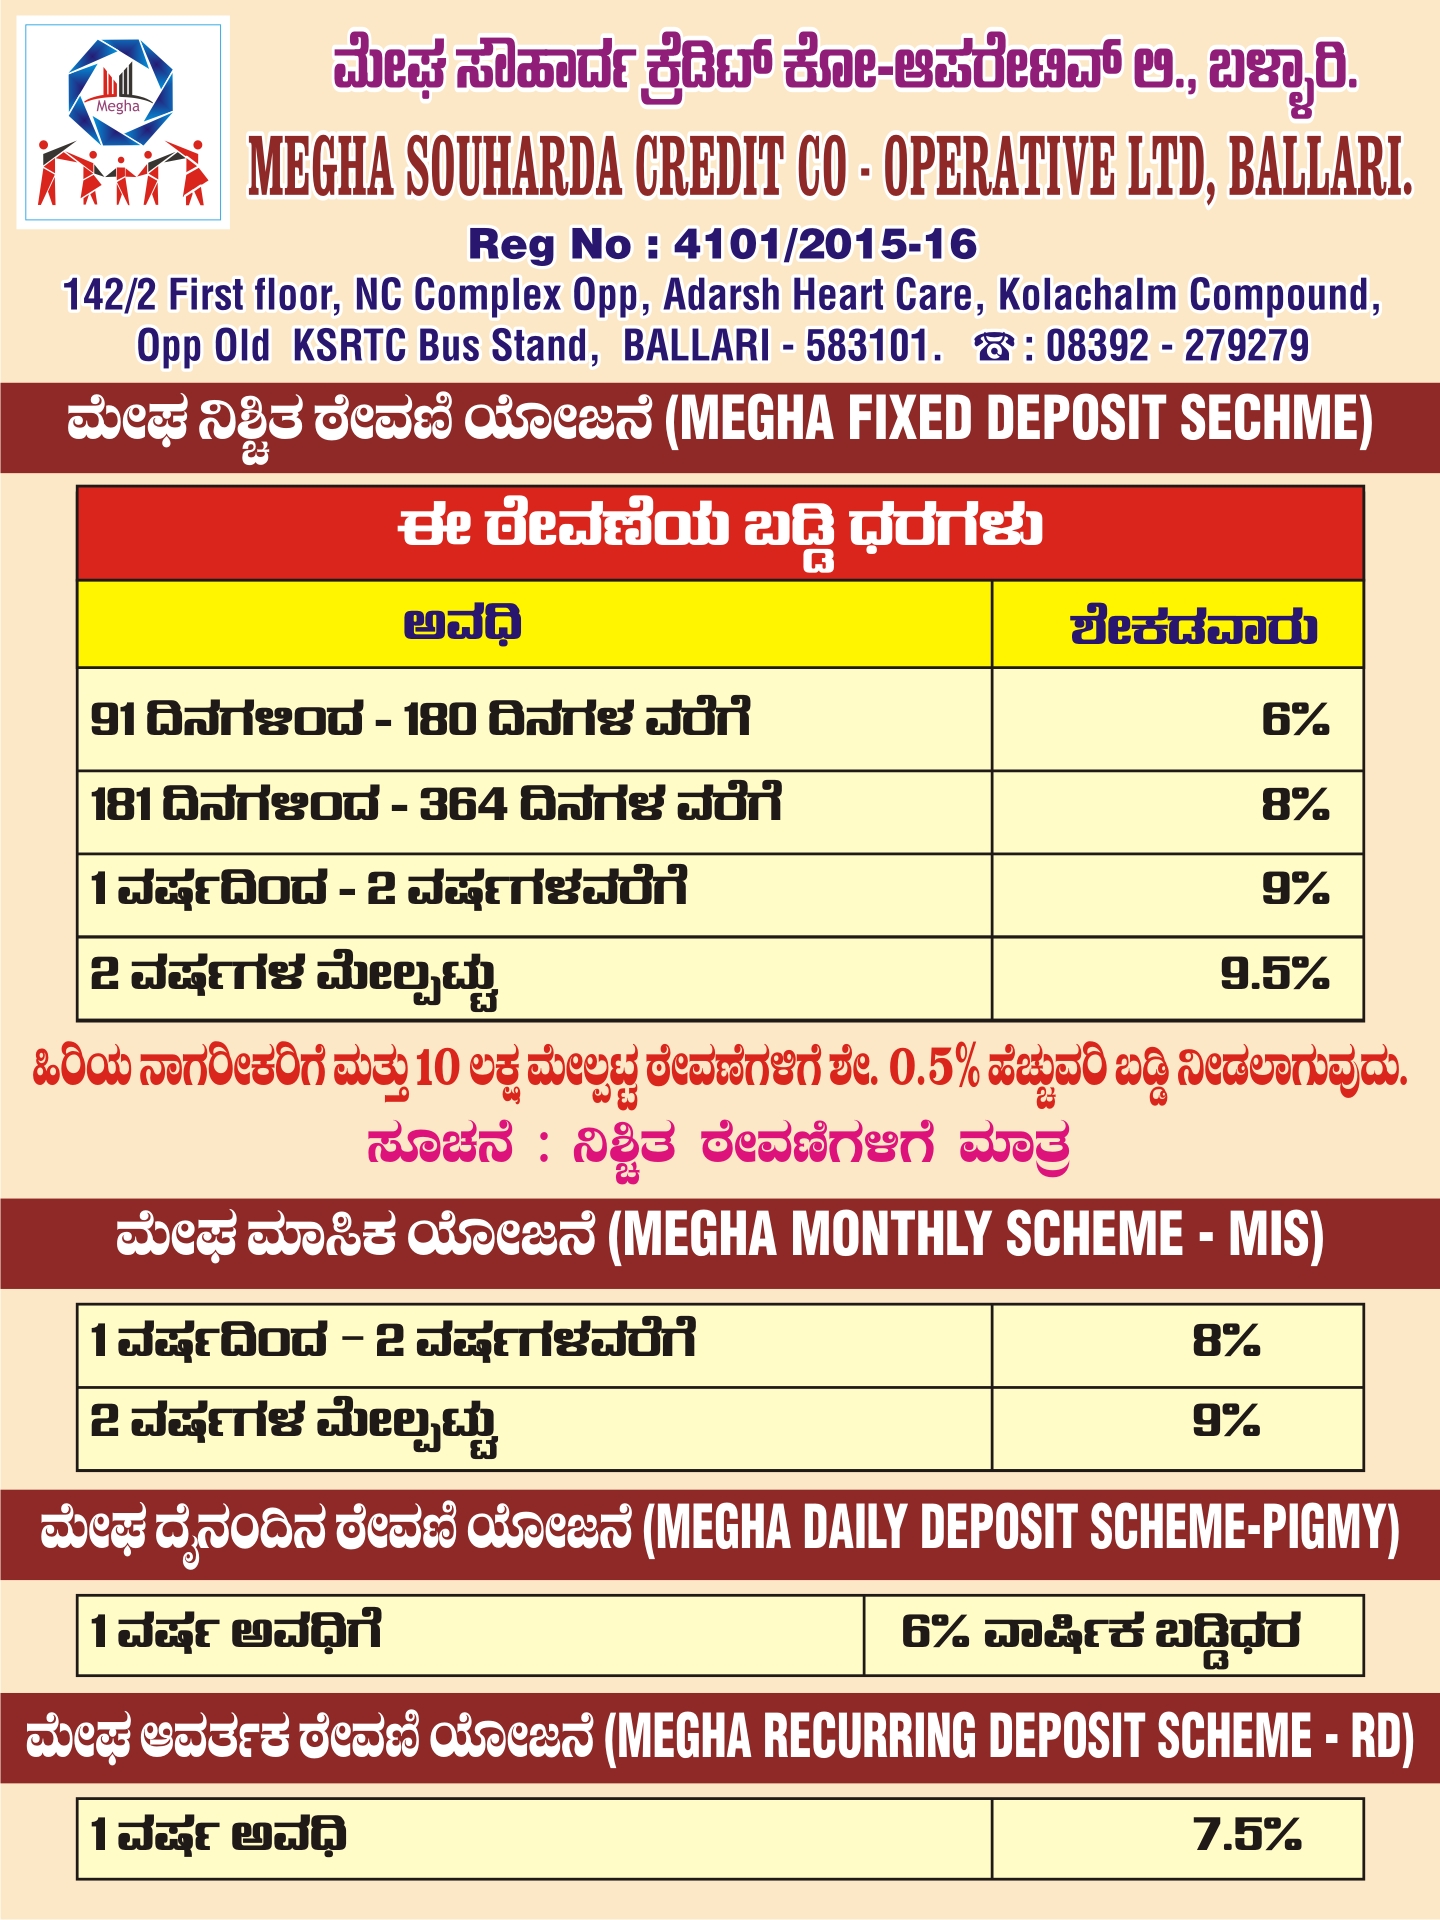 Megha
ಮೇಘ ಸೌಹಾರ್ದ ಕ್ರೆಡಿಟ್ ಕೋ-ಆಪರೇಟಿವ್ ಲಿ., ಬಳ್ಳಾರಿ.
MEGHA SOUHARDA CREDIT CO - OPERATIVE LTD, BALLARI.
Reg No : 4101/2015-16
142/2 First floor, NC Complex Opp, Adarsh Heart Care, Kolachalm Compound,
Opp Old KSRTC Bus Stand, BALLARI - 583101. ☎ : 08392 - 279279
ಮೇಘ ನಿಶ್ಚಿತ ಠೇವಣಿ ಯೋಜನೆ (MEGHA FIXED DEPOSIT SECHME)
ಈ ಠೇವಣೆಯ ಬಡ್ಡಿ ಧರಗಳು
ಅವಧಿ ಶೇಕಡವಾರು
91 ದಿನಗಳಿಂದ - 180 ದಿನಗಳ ವರೆಗೆ 6%
181 ದಿನಗಳಿಂದ - 364 ದಿನಗಳ ವರೆಗೆ 8%
1 ವರ್ಷದಿಂದ - 2 ವರ್ಷಗಳವರೆಗೆ 9%
2 ವರ್ಷಗಳ ಮೇಲ್ಪಟ್ಟು 9.5%
ಹಿರಿಯ ನಾಗರೀಕರಿಗೆ ಮತ್ತು 10 ಲಕ್ಷ ಮೇಲ್ಪಟ್ಟ ಠೇವಣೆಗಳಿಗೆ ಶೇ. 0.5% ಹೆಚ್ಚುವರಿ ಬಡ್ಡಿ ನೀಡಲಾಗುವುದು.
ಸೂಚನೆ : ನಿಶ್ಚಿತ ಠೇವಣಿಗಳಿಗೆ ಮಾತ್ರ
ಮೇಘ ಮಾಸಿಕ ಯೋಜನೆ (MEGHA MONTHLY SCHEME - MIS)
1 ವರ್ಷದಿಂದ - 2 ವರ್ಷಗಳವರೆಗೆ 8%
2 ವರ್ಷಗಳ ಮೇಲ್ಪಟ್ಟು 9%
ಮೇಘ ದೈನಂದಿನ ಠೇವಣಿ ಯೋಜನೆ (MEGHA DAILY DEPOSIT SCHEME-PIGMY)
1 ವರ್ಷ ಅವಧಿಗೆ 6% ವಾರ್ಷಿಕ ಬಡ್ಡಿಧರ
ಮೇಘ ಆವರ್ತಕ ಠೇವಣಿ ಯೋಜನೆ (MEGHA RECURRING DEPOSIT SCHEME - RD)
1 ವರ್ಷ ಅವಧಿ 7.5%